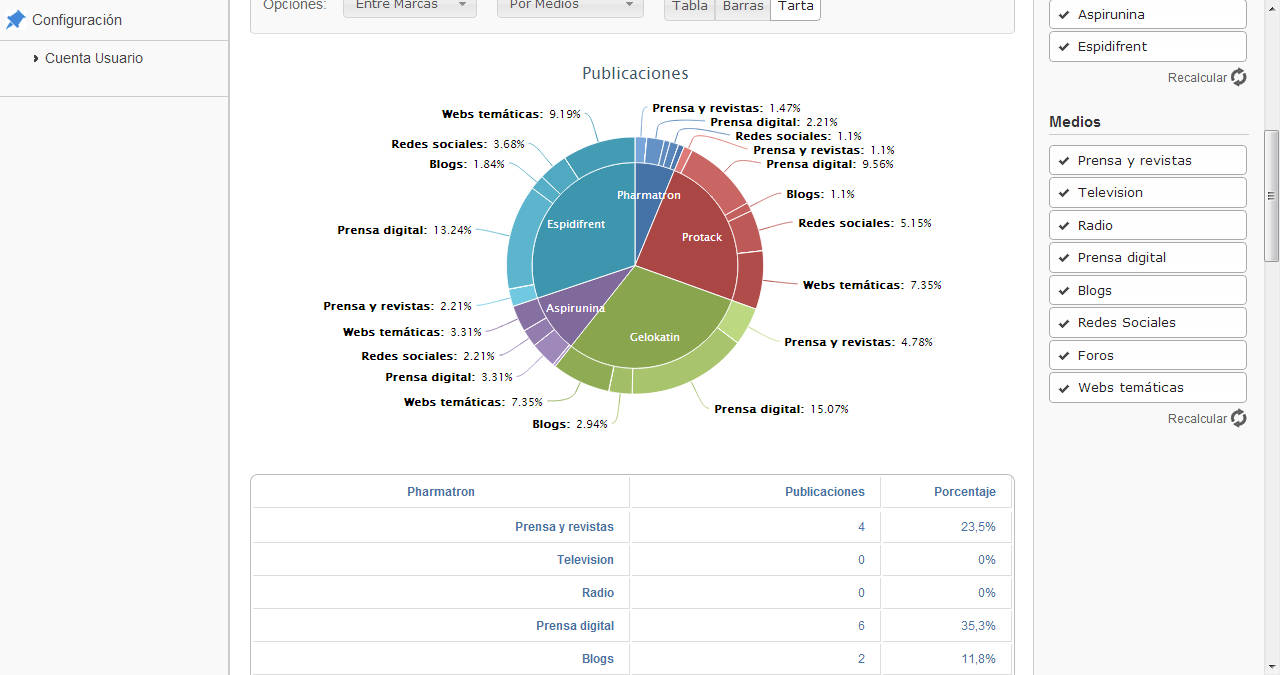 Configuración
Cuenta Usuario
Opciones: Entre Marcas Por Medios Tabla Barras Tarta
Publicaciones
Webs temáticas: 9.19%
Redes sociales: 3.68%
Blogs: 1.84%
Prensa digital: 13.24%
Prensa y revistas: 2.21%
Webs temáticas: 3.31%
Redes sociales: 2.21%
Prensa digital: 3.31%
Webs temáticas: 7.35%
Blogs: 2.94%
Prensa y revistas: 1.47%
Prensa digital: 2.21%
Redes sociales: 1.1%
Prensa y revistas: 1.1%
Prensa digital: 9.56%
Blogs: 1.1%
Redes sociales: 5.15%
Webs temáticas: 7.35%
Prensa y revistas: 4.78%
Prensa digital: 15.07%
Pharmatron
Espidifrent
Protack
Aspirunina
Gelokatin
Pharmatron Publicaciones Porcentaje
Prensa y revistas 4 23,5%
Television 0 0%
Radio 0 0%
Prensa digital 6 35,3%
Blogs 2 11,8%
Aspirunina
Espidifrent
Recalcular
Medios
Prensa y revistas
Television
Radio
Prensa digital
Blogs
Redes Sociales
Foros
Webs temáticas
Recalcular